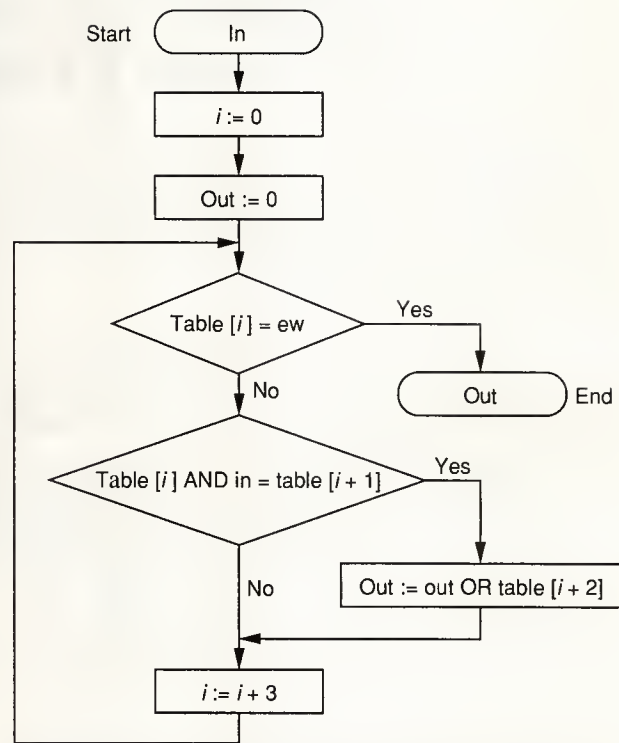 Start
In
i := 0
Out := 0
Table [i] = ew
Yes
Out
End
No
Table [i] AND in = table [i + 1]
Yes
No
Out := out OR table [i + 2]
i := i + 3